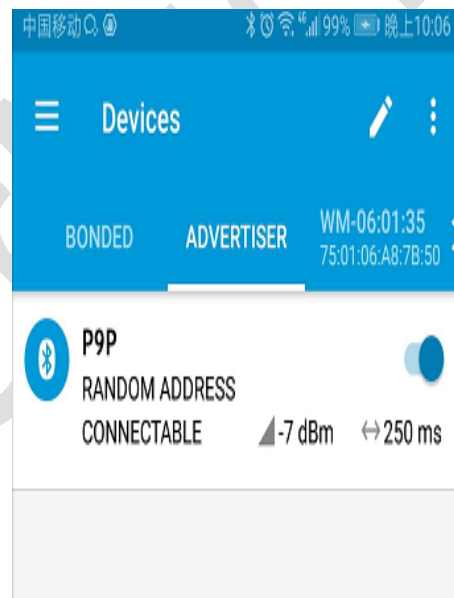 中国移动 46 99% 晚上10:06
Devices
BONDED ADVERTISER WM-06:01:35
75:01:06:A8:7B:50
P9P
RANDOM ADDRESS
CONNECTABLE -7 dBm 250 ms